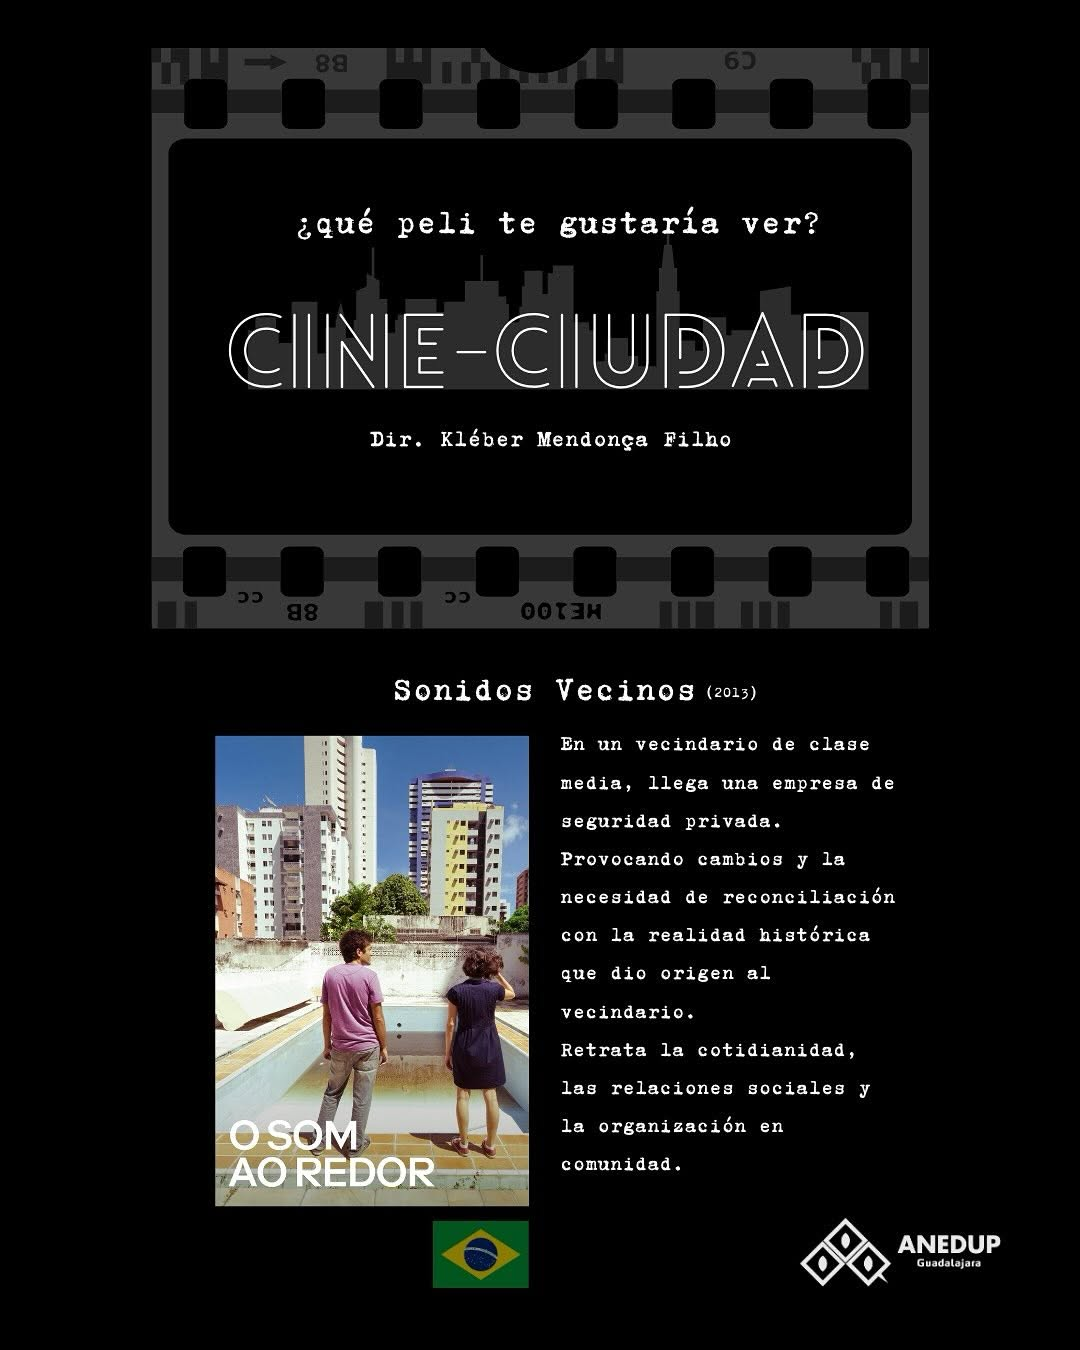 B8
C9
¿qué peli te gustaría ver?
CINE-CIUDAD
Dir. Kléber Mendonça Filho
cc
8B
cc
ME100
Sonidos Vecinos (2013)
En un vecindario de clase
media, llega una empresa de
seguridad privada.
Provocando cambios y la
necesidad de reconciliación
con la realidad histórica
que dio origen al
vecindario.
Retrata la cotidianidad,
las relaciones sociales y
la organización en
comunidad.
O SOM
AO REDOR
ANEDUP
Guadalajara